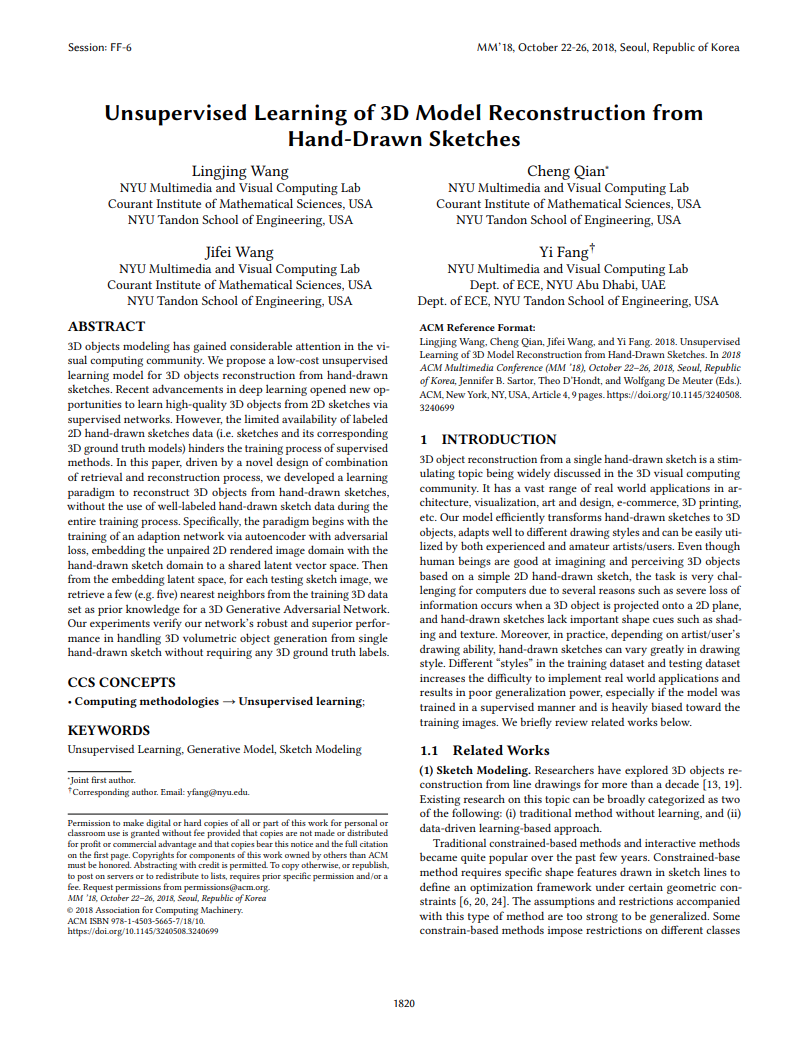 Session: FF-6
MM'18, October 22-26, 2018, Seoul, Republic of Korea
Unsupervised Learning of 3D Model Reconstruction from
Hand-Drawn Sketches
Lingjing Wang
NYU Multimedia and Visual Computing Lab
Courant Institute of Mathematical Sciences, USA
NYU Tandon School of Engineering, USA
Cheng Qian*
NYU Multimedia and Visual Computing Lab
Courant Institute of Mathematical Sciences, USA
NYU Tandon School of Engineering, USA
Jifei Wang
NYU Multimedia and Visual Computing Lab
Courant Institute of Mathematical Sciences, USA
NYU Tandon School of Engineering, USA
Yi Fang†
NYU Multimedia and Visual Computing Lab
Dept. of ECE, NYU Abu Dhabi, UAE
Dept. of ECE, NYU Tandon School of Engineering, USA
ABSTRACT
3D objects modeling has gained considerable attention in the vi-
sual computing community. We propose a low-cost unsupervised
learning model for 3D objects reconstruction from hand-drawn
sketches. Recent advancements in deep learning opened new op-
portunities to learn high-quality 3D objects from 2D sketches via
supervised networks. However, the limited availability of labeled
2D hand-drawn sketches data (i.e. sketches and its corresponding
3D ground truth models) hinders the training process of supervised
methods. In this paper, driven by a novel design of combination
of retrieval and reconstruction process, we developed a learning
paradigm to reconstruct 3D objects from hand-drawn sketches,
without the use of well-labeled hand-drawn sketch data during the
entire training process. Specifically, the paradigm begins with the
training of an adaption network via autoencoder with adversarial
loss, embedding the unpaired 2D rendered image domain with the
hand-drawn sketch domain to a shared latent vector space. Then
from the embedding latent space, for each testing sketch image, we
retrieve a few (e.g. five) nearest neighbors from the training 3D data
set as prior knowledge for a 3D Generative Adversarial Network.
Our experiments verify our network's robust and superior perfor-
mance in handling 3D volumetric object generation from single
hand-drawn sketch without requiring any 3D ground truth labels.
CCS CONCEPTS
• Computing methodologies → Unsupervised learning;
KEYWORDS
Unsupervised Learning, Generative Model, Sketch Modeling
*Joint first author.
†Corresponding author. Email: yfang@nyu.edu.
Permission to make digital or hard copies of all or part of this work for personal or
classroom use is granted without fee provided that copies are not made or distributed
for profit or commercial advantage and that copies bear this notice and the full citation
on the first page. Copyrights for components of this work owned by others than ACM
must be honored. Abstracting with credit is permitted. To copy otherwise, or republish,
to post on servers or to redistribute to lists, requires prior specific permission and/or a
fee. Request permissions from permissions@acm.org.
MM '18, October 22–26, 2018, Seoul, Republic of Korea
© 2018 Association for Computing Machinery.
ACM ISBN 978-1-4503-5665-7/18/10.
https://doi.org/10.1145/3240508.3240699
ACM Reference Format:
Lingjing Wang, Cheng Qian, Jifei Wang, and Yi Fang. 2018. Unsupervised
Learning of 3D Model Reconstruction from Hand-Drawn Sketches. In 2018
ACM Multimedia Conference (MM '18), October 22–26, 2018, Seoul, Republic
of Korea, Jennifer B. Sartor, Theo D'Hondt, and Wolfgang De Meuter (Eds.).
ACM, New York, NY, USA, Article 4, 9 pages. https://doi.org/10.1145/3240508.
3240699
1 INTRODUCTION
3D object reconstruction from a single hand-drawn sketch is a stim-
ulating topic being widely discussed in the 3D visual computing
community. It has a vast range of real world applications in ar-
chitecture, visualization, art and design, e-commerce, 3D printing,
etc. Our model efficiently transforms hand-drawn sketches to 3D
objects, adapts well to different drawing styles and can be easily uti-
lized by both experienced and amateur artists/users. Even though
human beings are good at imagining and perceiving 3D objects
based on a simple 2D hand-drawn sketch, the task is very chal-
lenging for computers due to several reasons such as severe loss of
information occurs when a 3D object is projected onto a 2D plane,
and hand-drawn sketches lack important shape cues such as shad-
ing and texture. Moreover, in practice, depending on artist/user's
drawing ability, hand-drawn sketches can vary greatly in drawing
style. Different "styles" in the training dataset and testing dataset
increases the difficulty to implement real world applications and
results in poor generalization power, especially if the model was
trained in a supervised manner and is heavily biased toward the
training images. We briefly review related works below.
1.1 Related Works
(1) Sketch Modeling. Researchers have explored 3D objects re-
construction from line drawings for more than a decade [13, 19].
Existing research on this topic can be broadly categorized as two
of the following: (i) traditional method without learning, and (ii)
data-driven learning-based approach.
Traditional constrained-based methods and interactive methods
became quite popular over the past few years. Constrained-base
method requires specific shape features drawn in sketch lines to
define an optimization framework under certain geometric con-
straints [6, 20, 24]. The assumptions and restrictions accompanied
with this type of method are too strong to be generalized. Some
constrain-based methods impose restrictions on different classes
1820